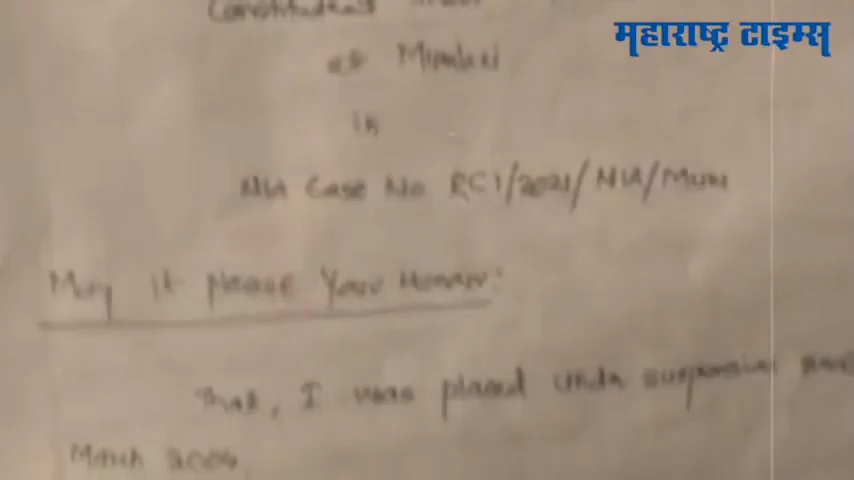 महाराष्ट्र टाइम्स
at Mumbai
in
NIA Case No RC1/2021/NIA/Mum
May it please Your Honour:
That, I was placed under suspension
March 2004